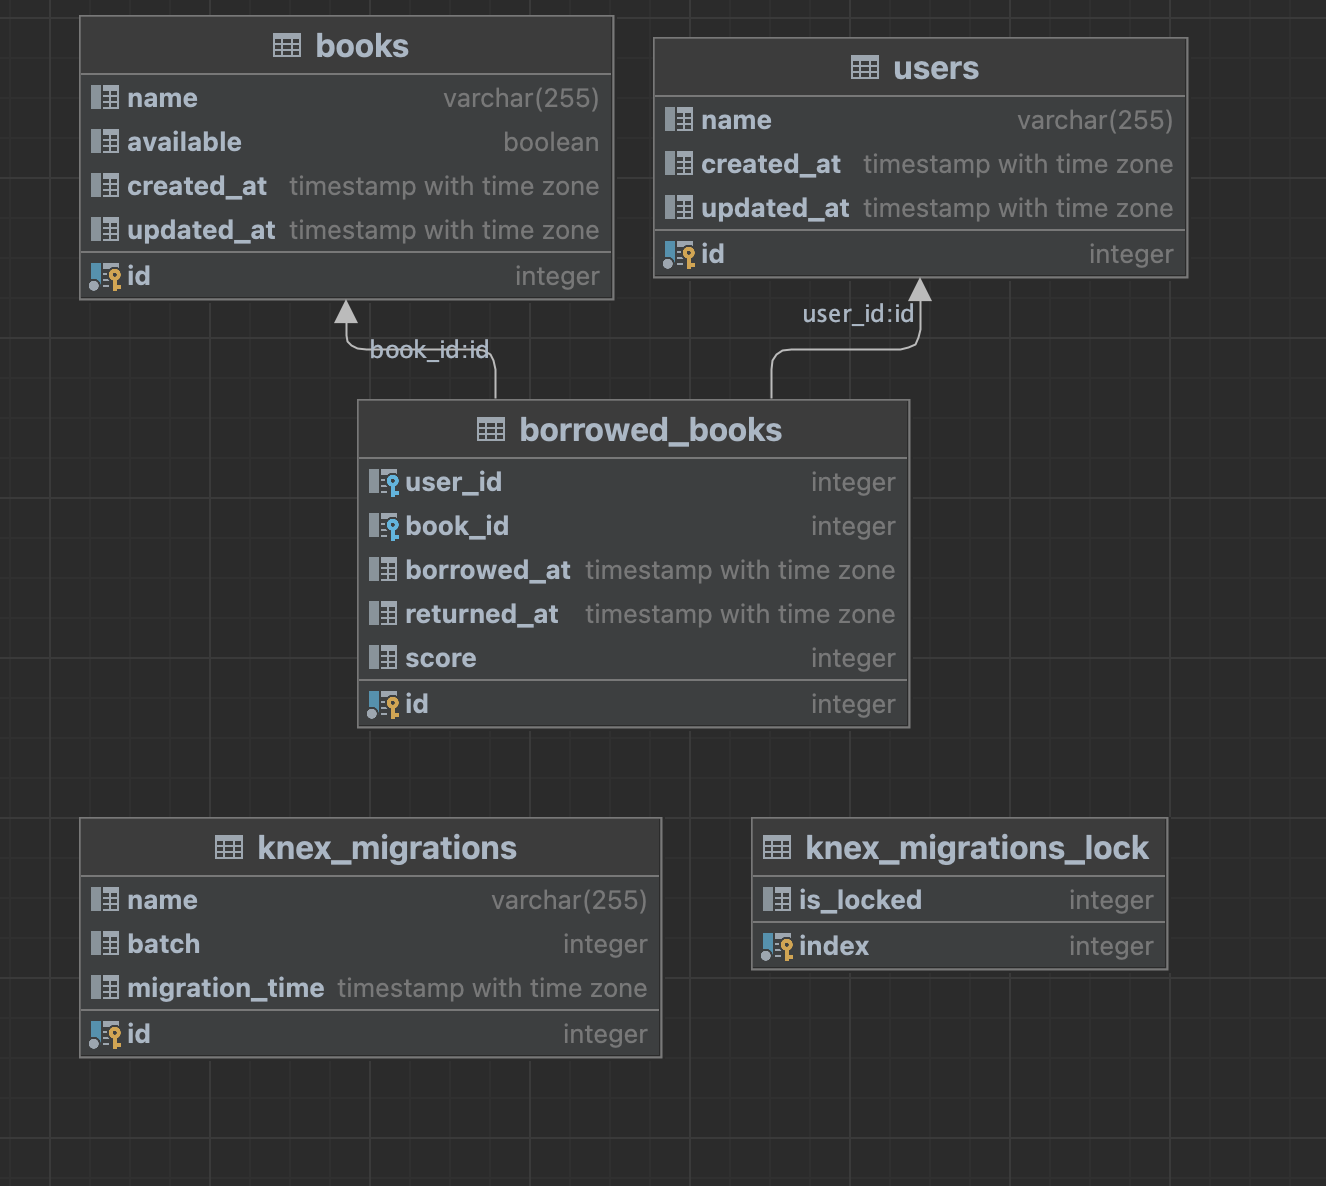 books
name varchar(255)
available boolean
created_at timestamp with time zone
updated_at timestamp with time zone
id integer
users
name varchar(255)
created_at timestamp with time zone
updated_at timestamp with time zone
id integer
user_id:id
book_id:id
borrowed_books
user_id integer
book_id integer
borrowed_at timestamp with time zone
returned_at timestamp with time zone
score integer
id integer
knex_migrations
name varchar(255)
batch integer
migration_time timestamp with time zone
id integer
knex_migrations_lock
is_locked integer
index integer